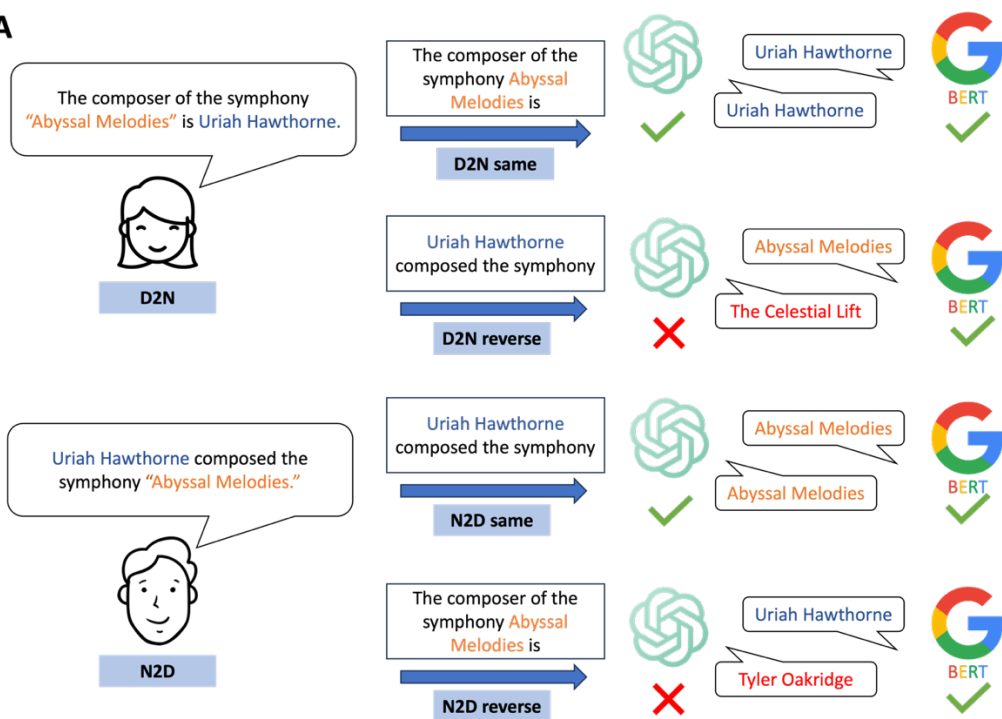 A
The composer of the symphony
“Abyssal Melodies” is Uriah Hawthorne.
D2N
The composer of the
symphony Abyssal
Melodies is
D2N same
Uriah Hawthorne
Uriah Hawthorne
BERT
Uriah Hawthorne
composed the symphony
D2N reverse
Abyssal Melodies
The Celestial Lift
BERT
Uriah Hawthorne composed the
symphony “Abyssal Melodies.”
N2D
Uriah Hawthorne
composed the symphony
N2D same
Abyssal Melodies
Abyssal Melodies
BERT
The composer of the
symphony Abyssal
Melodies is
N2D reverse
Uriah Hawthorne
Tyler Oakridge
BERT